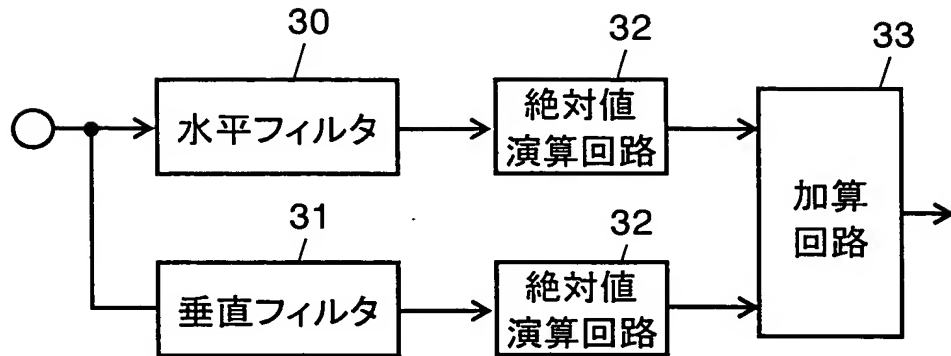 30
水平フィルタ
32
絶対値
演算回路
33
加算
回路
31
垂直フィルタ
32
絶対値
演算回路